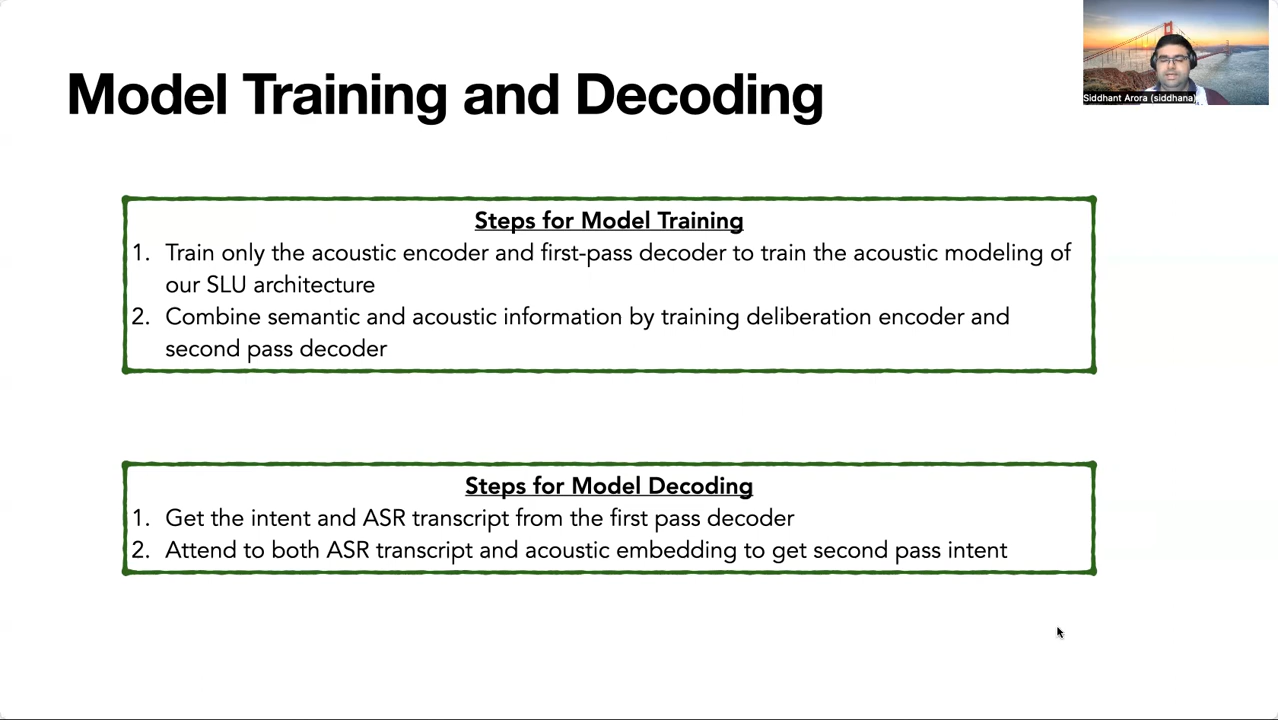 Model Training and Decoding
Siddhant Arora (siddhana)
Steps for Model Training
1. Train only the acoustic encoder and first-pass decoder to train the acoustic modeling of
our SLU architecture
2. Combine semantic and acoustic information by training deliberation encoder and
second pass decoder
Steps for Model Decoding
1. Get the intent and ASR transcript from the first pass decoder
2. Attend to both ASR transcript and acoustic embedding to get second pass intent